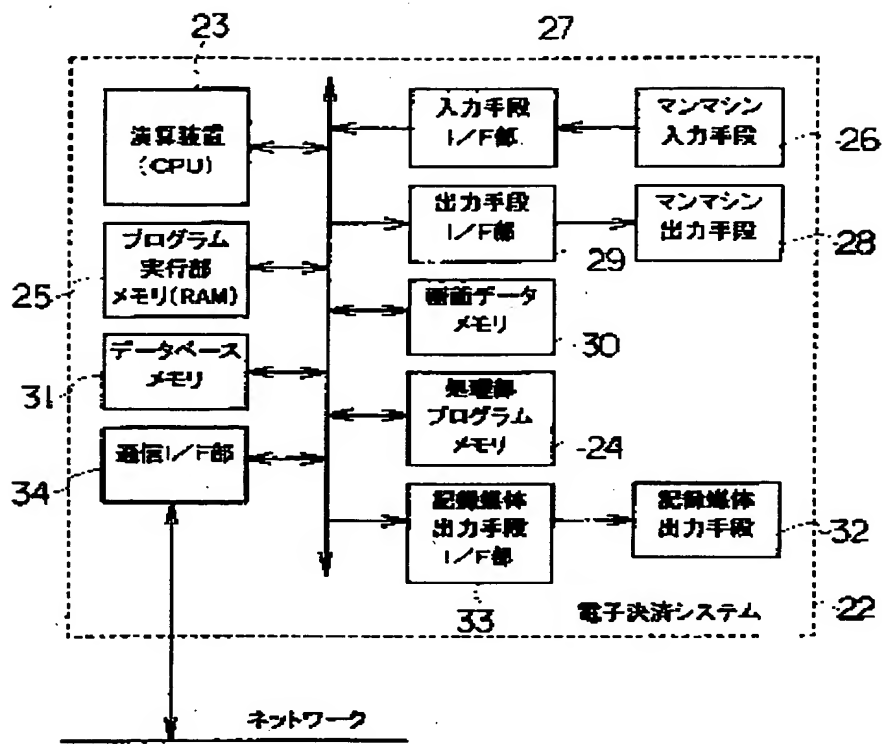 23
27
演算装置
(CPU)
入力手段
I/F部
マンマシン
入力手段
26
出力手段
I/F部
29
マンマシン
出力手段
28
プログラム
実行部
メモリ(RAM)
25
画面データ
メモリ
30
データベース
メモリ
31
処理部
プログラム
メモリ
24
通信I/F部
34
記録媒体
出力手段
I/F部
33
記録媒体
出力手段
32
電子決済システム
22
ネットワーク